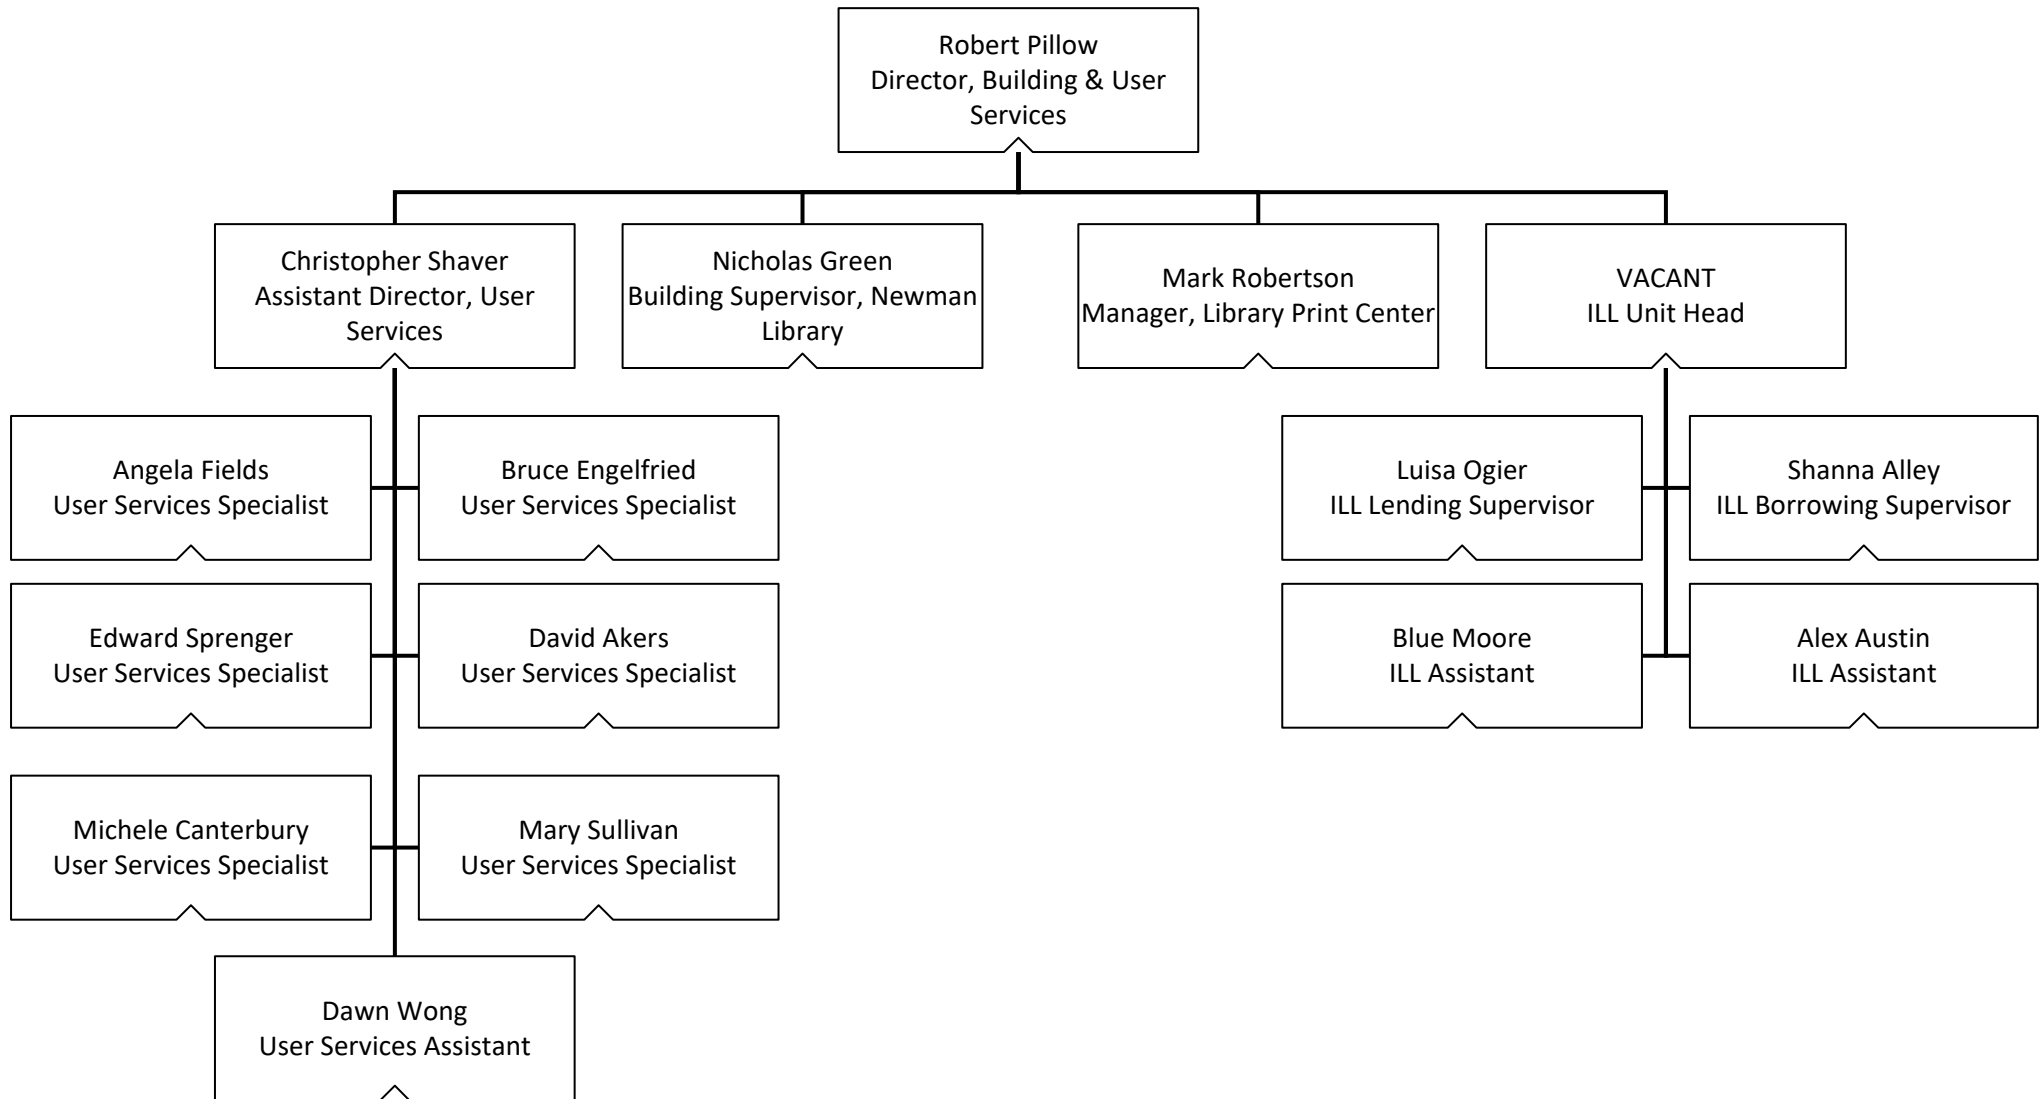 Robert Pillow
Director, Building & User
Services
Christopher Shaver
Assistant Director, User
Services
Nicholas Green
Building Supervisor, Newman
Library
Mark Robertson
Manager, Library Print Center
VACANT
ILL Unit Head
Angela Fields
User Services Specialist
Bruce Engelfried
User Services Specialist
Luisa Ogier
ILL Lending Supervisor
Shanna Alley
ILL Borrowing Supervisor
Edward Sprenger
User Services Specialist
David Akers
User Services Specialist
Blue Moore
ILL Assistant
Alex Austin
ILL Assistant
Michele Canterbury
User Services Specialist
Mary Sullivan
User Services Specialist
Dawn Wong
User Services Assistant